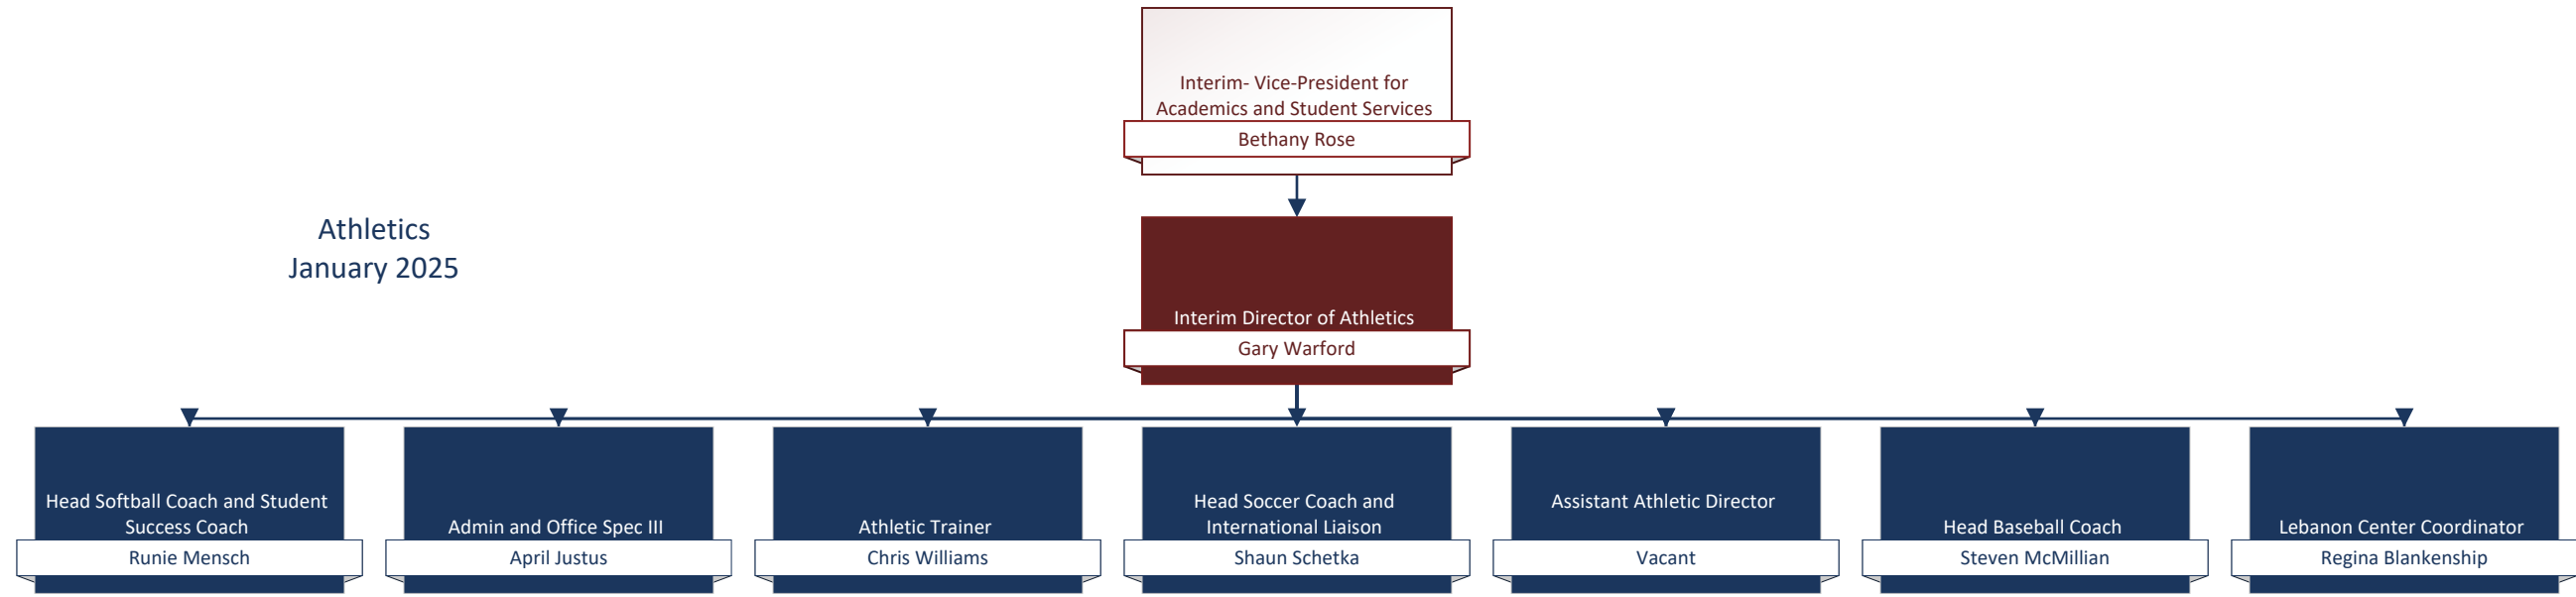 Interim- Vice-President for
Academics and Student Services
Bethany Rose
Athletics
January 2025
Interim Director of Athletics
Gary Warford
Head Softball Coach and Student
Success Coach
Runie Mensch
Admin and Office Spec III
April Justus
Athletic Trainer
Chris Williams
Head Soccer Coach and
International Liaison
Shaun Schetka
Assistant Athletic Director
Vacant
Head Baseball Coach
Steven McMillian
Lebanon Center Coordinator
Regina Blankenship